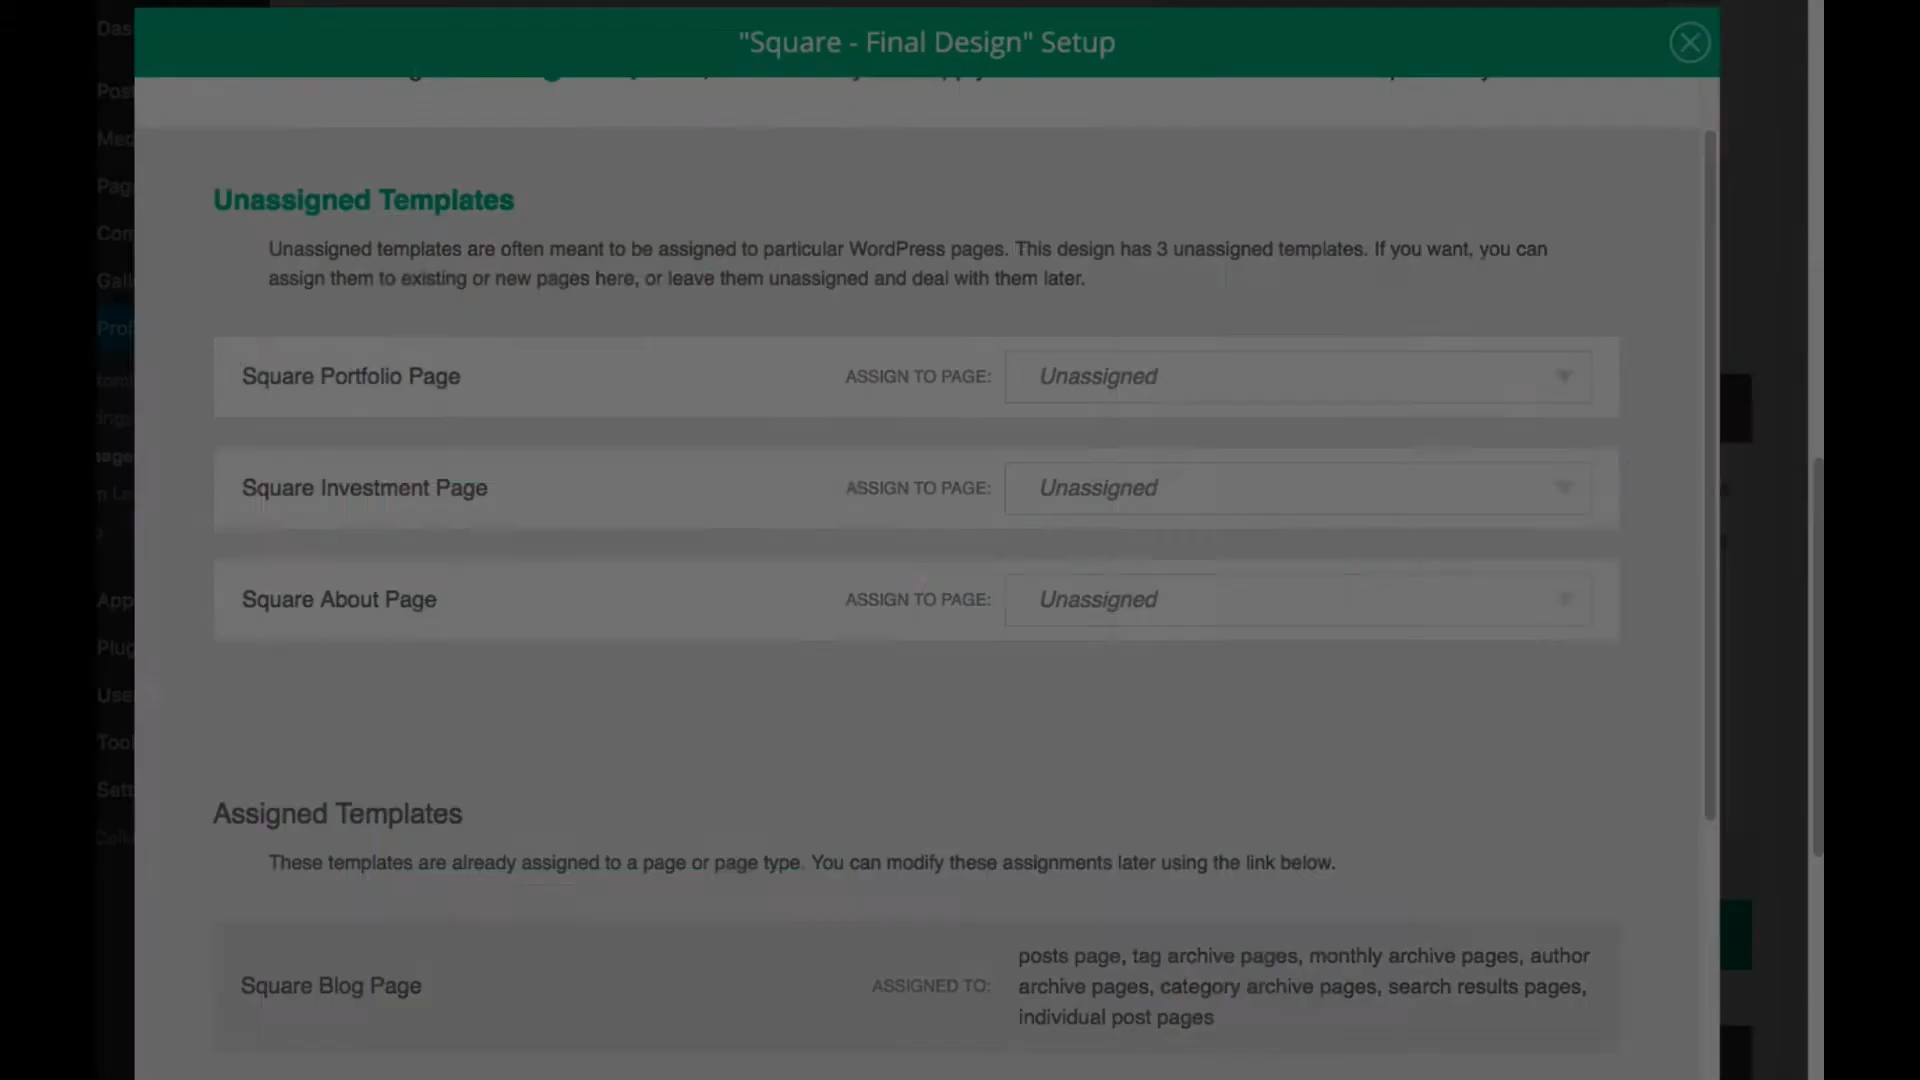 "Square - Final Design" Setup
Unassigned Templates
Unassigned templates are often meant to be assigned to particular WordPress pages. This design has 3 unassigned templates. If you want, you can
assign them to existing or new pages here, or leave them unassigned and deal with them later.
Square Portfolio Page ASSIGN TO PAGE: Unassigned
Square Investment Page ASSIGN TO PAGE: Unassigned
Square About Page ASSIGN TO PAGE: Unassigned
Assigned Templates
These templates are already assigned to a page or page type. You can modify these assignments later using the link below.
Square Blog Page ASSIGNED TO: posts page, tag archive pages, monthly archive pages, author
archive pages, category archive pages, search results pages,
individual post pages